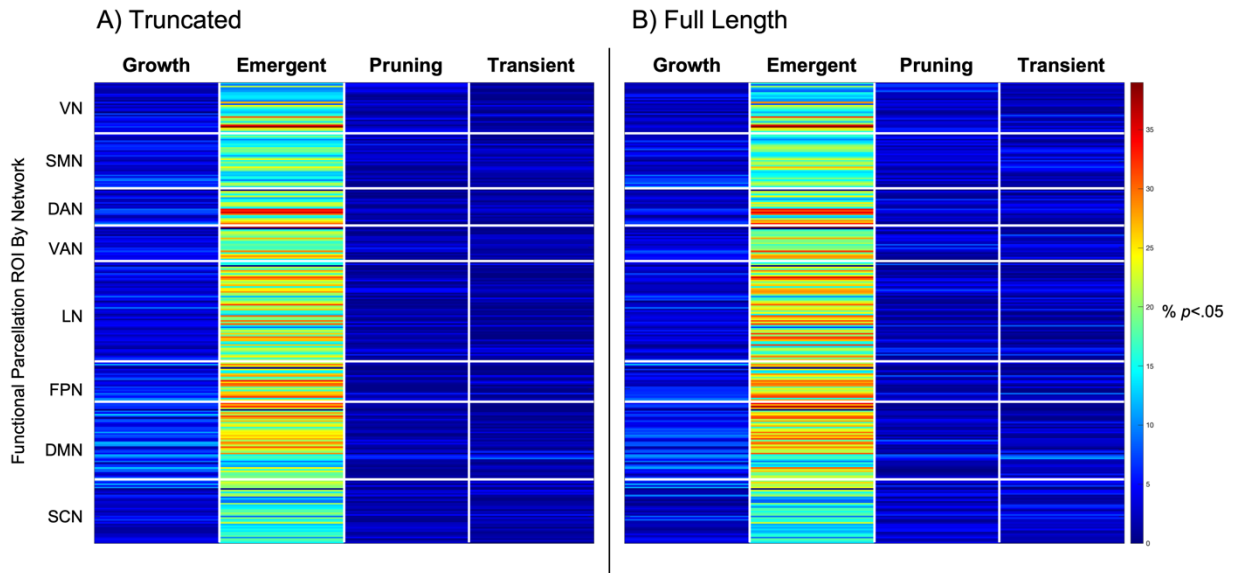 A) Truncated
B) Full Length
Growth Emergent Pruning Transient
Growth Emergent Pruning Transient
Functional Parcellation ROI By Network
VN
SMN
DAN
VAN
LN
FPN
DMN
SCN
35
30
25
20
15
10
5
0
% p<.05